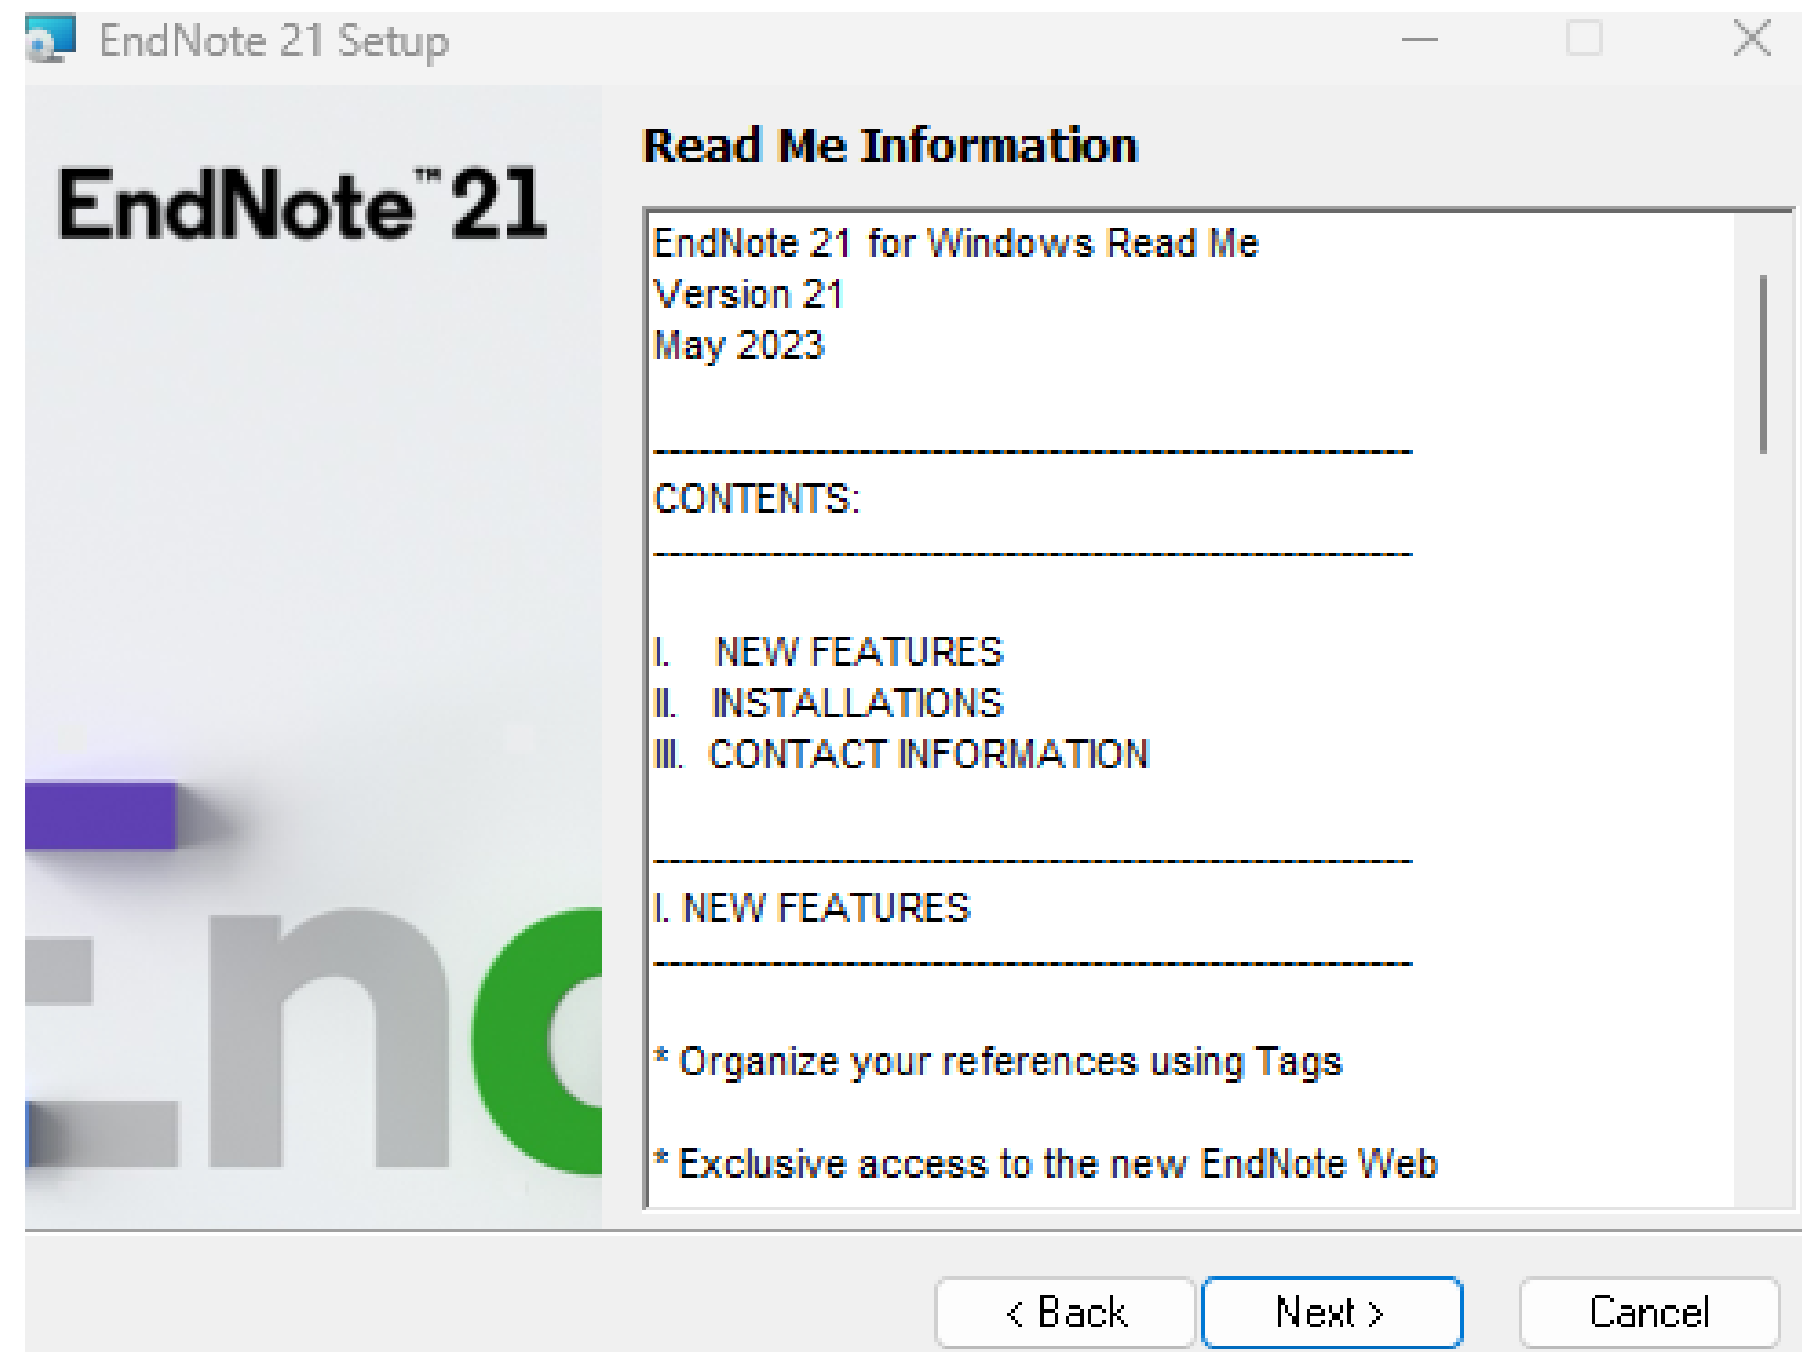 EndNote 21 Setup
EndNote™ 21
En
Read Me Information
EndNote 21 for Windows Read Me
Version 21
May 2023
----------------------------------------------------------------
CONTENTS:
----------------------------------------------------------------
I. NEW FEATURES
II. INSTALLATIONS
III. CONTACT INFORMATION
----------------------------------------------------------------
I. NEW FEATURES
----------------------------------------------------------------
* Organize your references using Tags
* Exclusive access to the new EndNote Web
< Back
Next >
Cancel